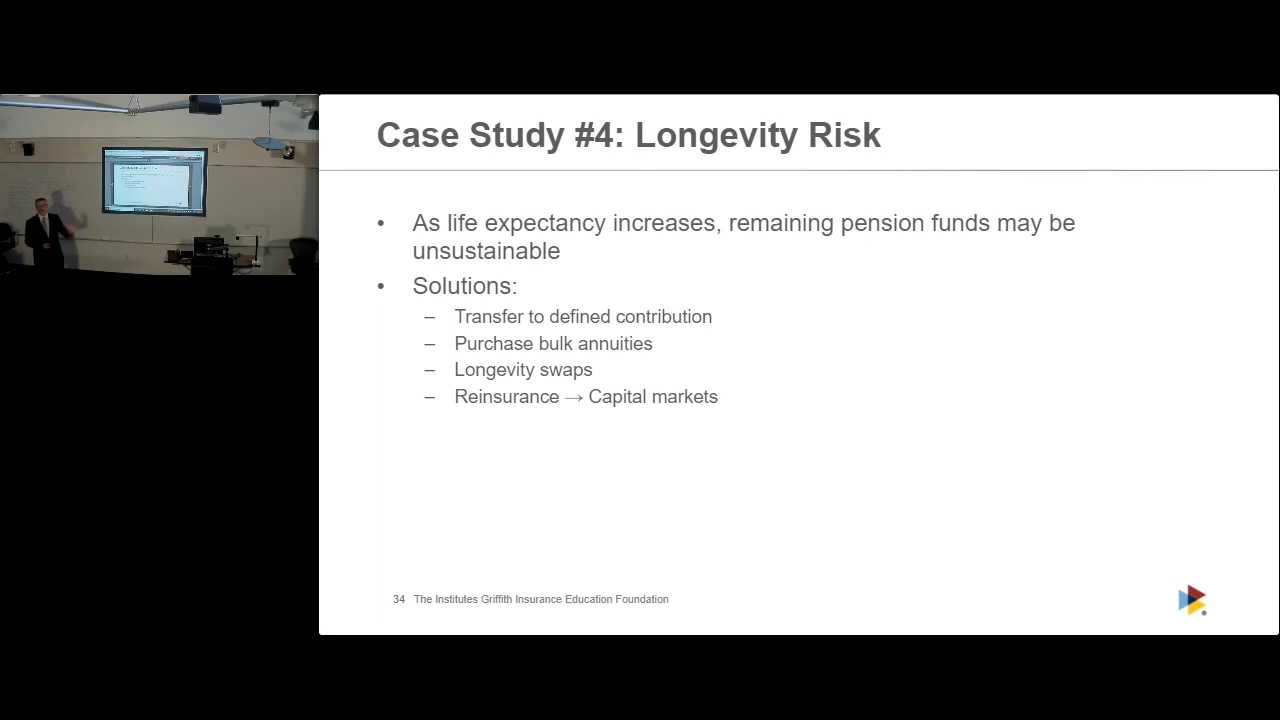 Case Study #4: Longevity Risk
• As life expectancy increases, remaining pension funds may be
unsustainable
• Solutions:
– Transfer to defined contribution
– Purchase bulk annuities
– Longevity swaps
– Reinsurance → Capital markets
34 The Institutes Griffith Insurance Education Foundation